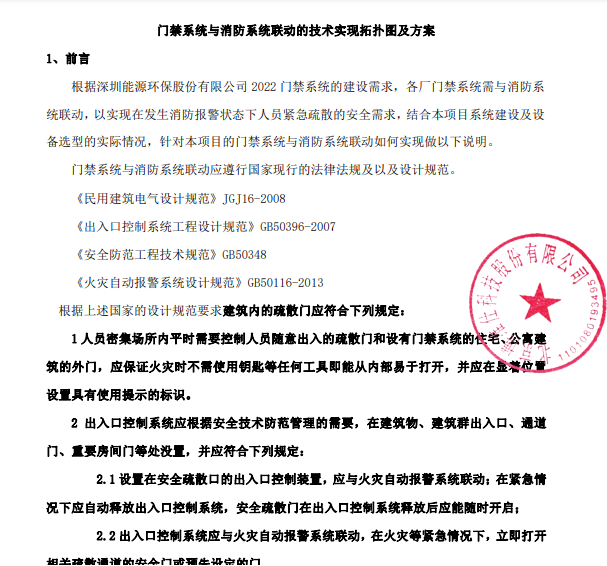 门禁系统与消防系统联动的技术实现拓扑图及方案
1、前言
根据深圳能源环保股份有限公司 2022 门禁系统的建设需求，各厂门禁系统需与消防系
统联动，以实现在发生消防报警状态下人员紧急疏散的安全需求，结合本项目系统建设及设
备选型的实际情况，针对本项目的门禁系统与消防系统联动如何实现做以下说明。
门禁系统与消防系统联动应遵行国家现行的法律法规及以及设计规范。
《民用建筑电气设计规范》JGJ16-2008
《出入口控制系统工程设计规范》GB50396-2007
《安全防范工程技术规范》GB50348
《火灾自动报警系统设计规范》GB50116-2013
根据上述国家的设计规范要求建筑内的疏散门应符合下列规定：
1 人员密集场所内平时需要控制人员随意出入的疏散门和设有门禁系统的住宅、公寓建
筑的外门，应保证火灾时不需使用钥匙等任何工具即能从内部易于打开，并应在显著位置
设置具有使用提示的标识。
2 出入口控制系统应根据安全技术防范管理的需要，在建筑物、建筑群出入口、通道
门、重要房间门等处没置，并应符合下列规定：
2.1 设置在安全疏散口的出入口控制装置，应与火灾自动报警系统联动；在紧急情
况下应自动释放出入口控制系统，安全疏散门在出入口控制系统释放后应能随时开启；
2.2 出入口控制系统应与火灾自动报警系统联动，在火灾等紧急情况下，立即打开
相关疏散通道的安全门或预先设定的门
科技股份有限公司
1101080193495